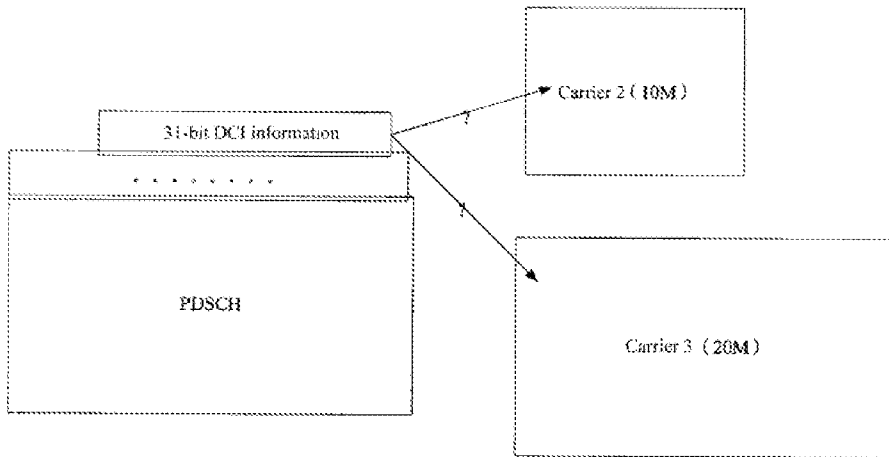 Carrier 2 ( 10M )
31-bit DCI information
?
?
PDSCH
Carrier 3 ( 20M )